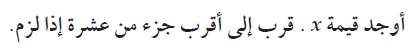 أوجد قيمة x . قرب إلى أقرب جزء من عشرة إذا لزم.